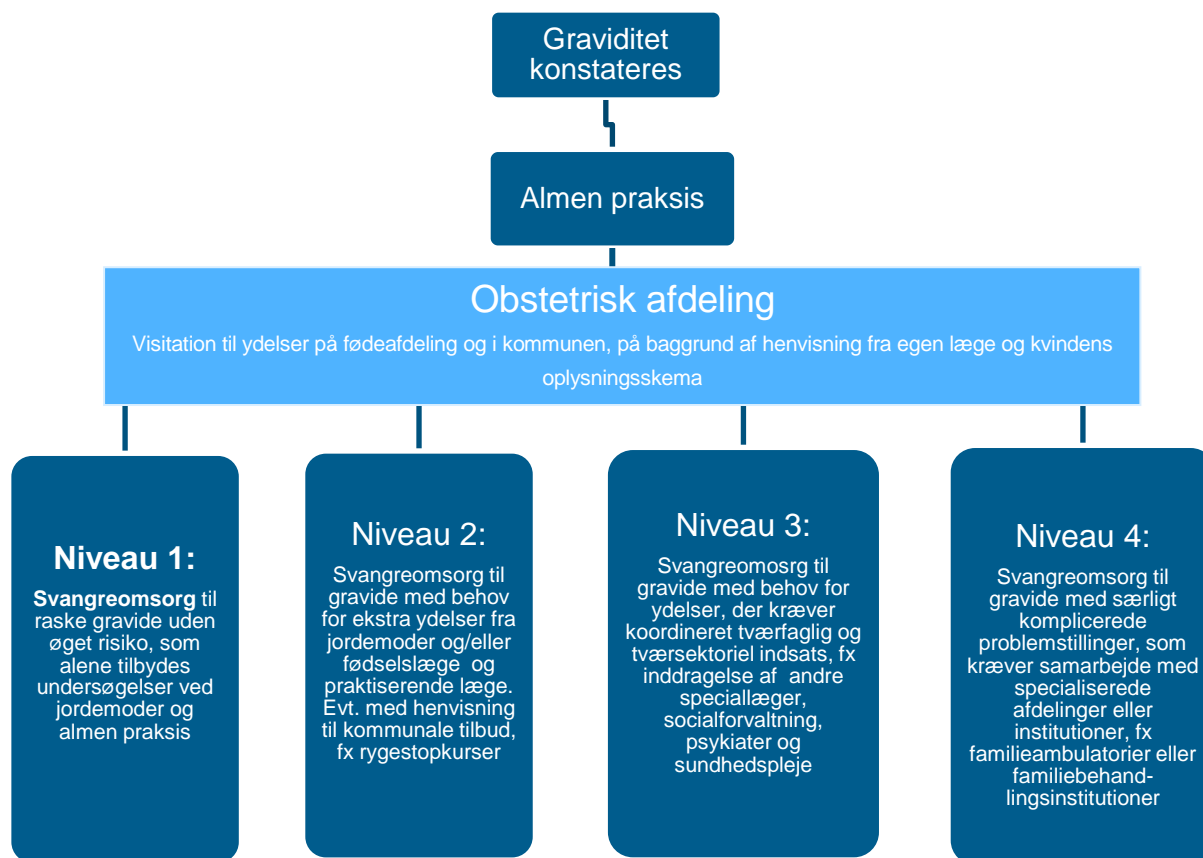 Graviditet
konstateres
Almen praksis
Obstetrisk afdeling
Visitation til ydelser på fødeafdeling og i kommunen, på baggrund af henvisning fra egen læge og kvindens
oplysningsskema
Niveau 1:
Svangreomsorg til
raske gravide uden
øget risiko, som
alene tilbydes
undersøgelser ved
jordemoder og
almen praksis
Niveau 2:
Svangreomsorg til
gravide med behov
for ekstra ydelser fra
jordemoder og/eller
fødselslæge og
praktiserende læge.
Evt. med henvisning
til kommunale tilbud,
fx rygestopkurser
Niveau 3:
Svangreomosrg til
gravide med behov for
ydelser, der kræver
koordineret tværfaglig og
tværsektoriel indsats, fx
inddragelse af andre
speciallæger,
socialforvaltning,
psykiater og
sundhedspleje
Niveau 4:
Svangreomsorg til
gravide med særligt
komplicerede
problemstillinger, som
kræver samarbejde med
specialiserede
afdelinger eller
institutioner, fx
familieambulatorier eller
familiebehand-
lingsinstitutioner